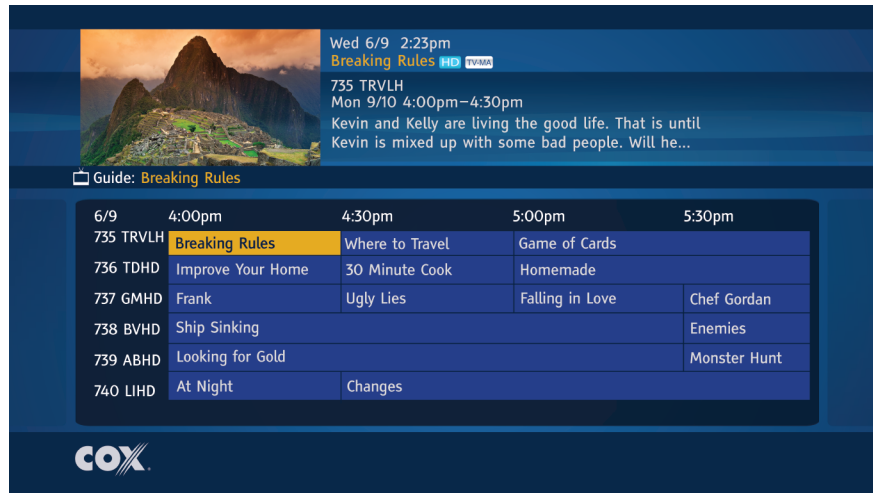 Wed 6/9 2:23pm
Breaking Rules HD TV-MA
735 TRVLH
Mon 9/10 4:00pm–4:30pm
Kevin and Kelly are living the good life. That is until
Kevin is mixed up with some bad people. Will he...
Guide: Breaking Rules
6/9 4:00pm 4:30pm 5:00pm 5:30pm
735 TRVLH Breaking Rules Where to Travel Game of Cards
736 TDHD Improve Your Home 30 Minute Cook Homemade
737 GMHD Frank Ugly Lies Falling in Love Chef Gordan
738 BVHD Ship Sinking Enemies
739 ABHD Looking for Gold Monster Hunt
740 LIHD At Night Changes
COX